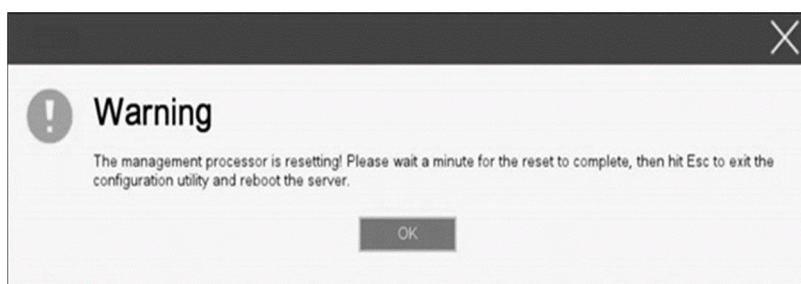 Warning
The management processor is resetting! Please wait a minute for the reset to complete, then hit Esc to exit the
configuration utility and reboot the server.
OK